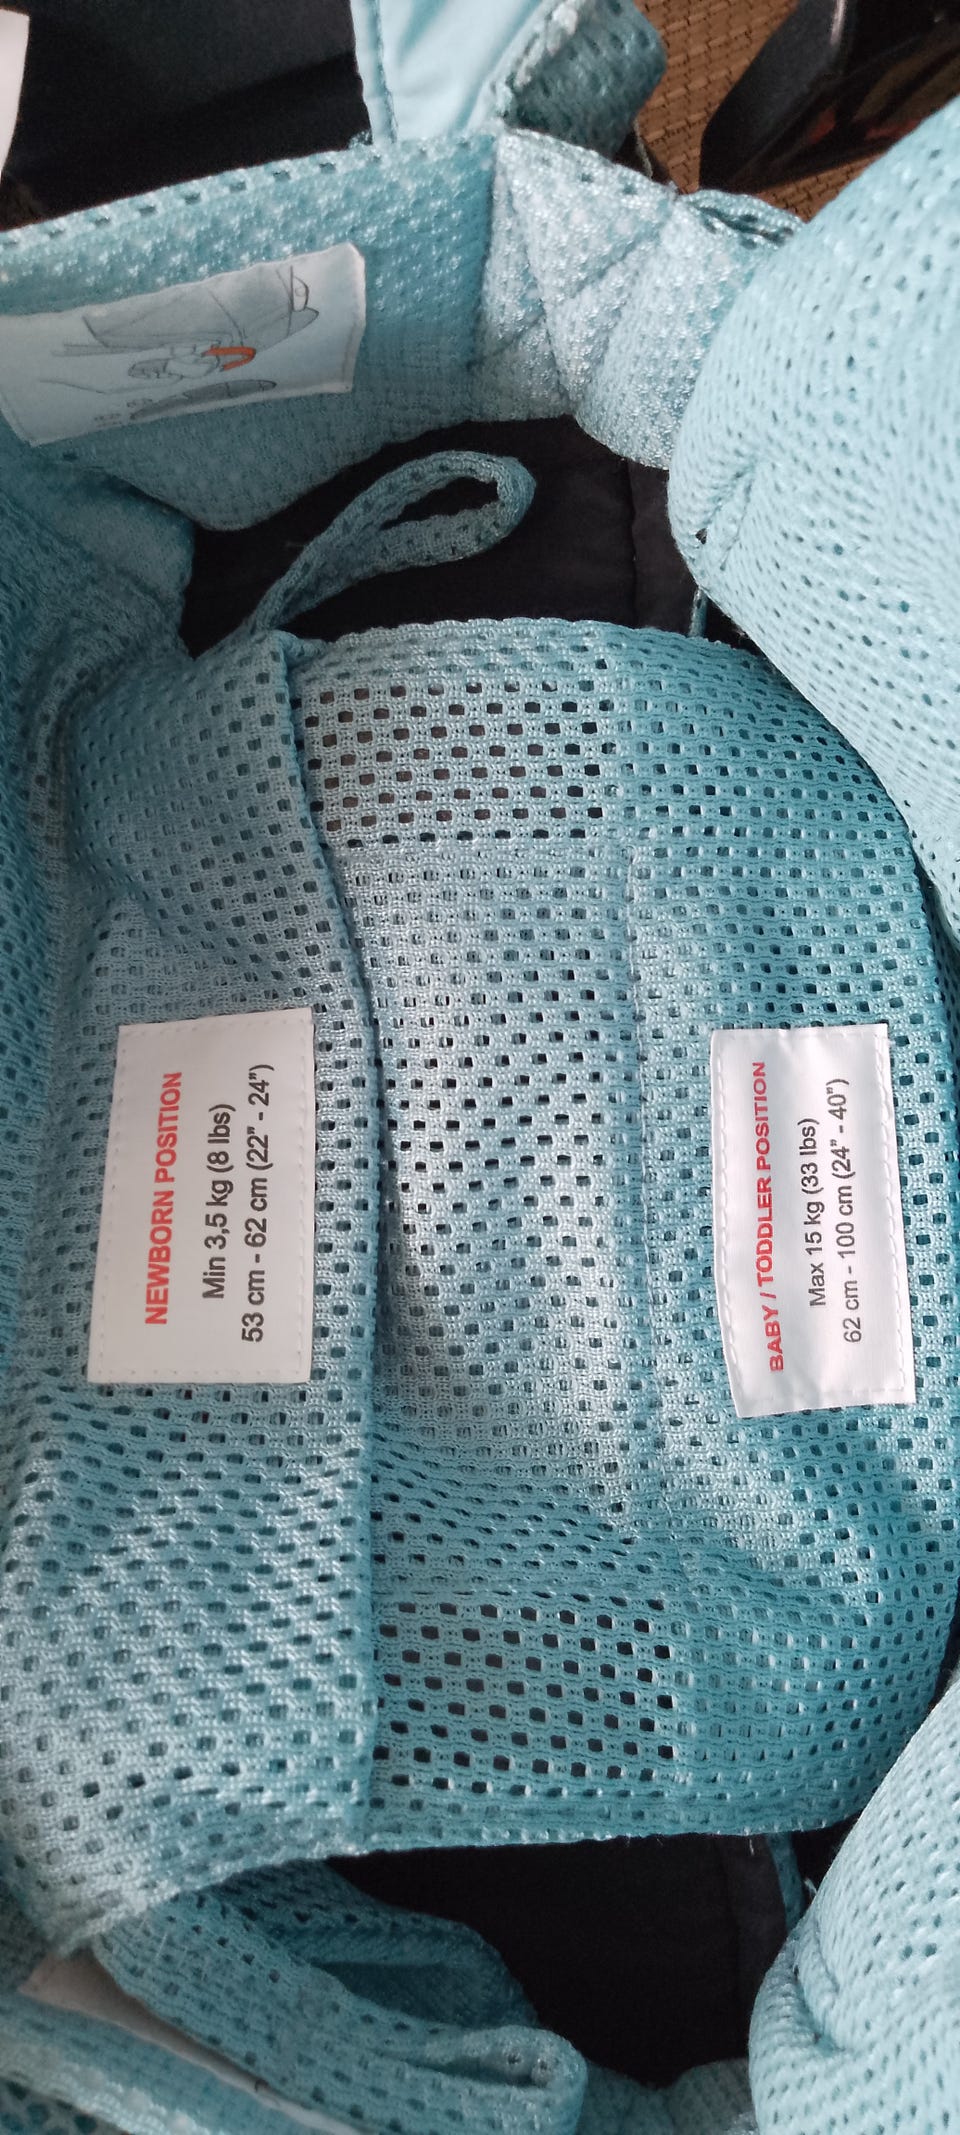 NEWBORN POSITION
Min 3,5 kg (8 lbs)
53 cm - 62 cm (22" - 24")
BABY / TODDLER POSITION
Max 15 kg (33 lbs)
62 cm - 100 cm (24" - 40")